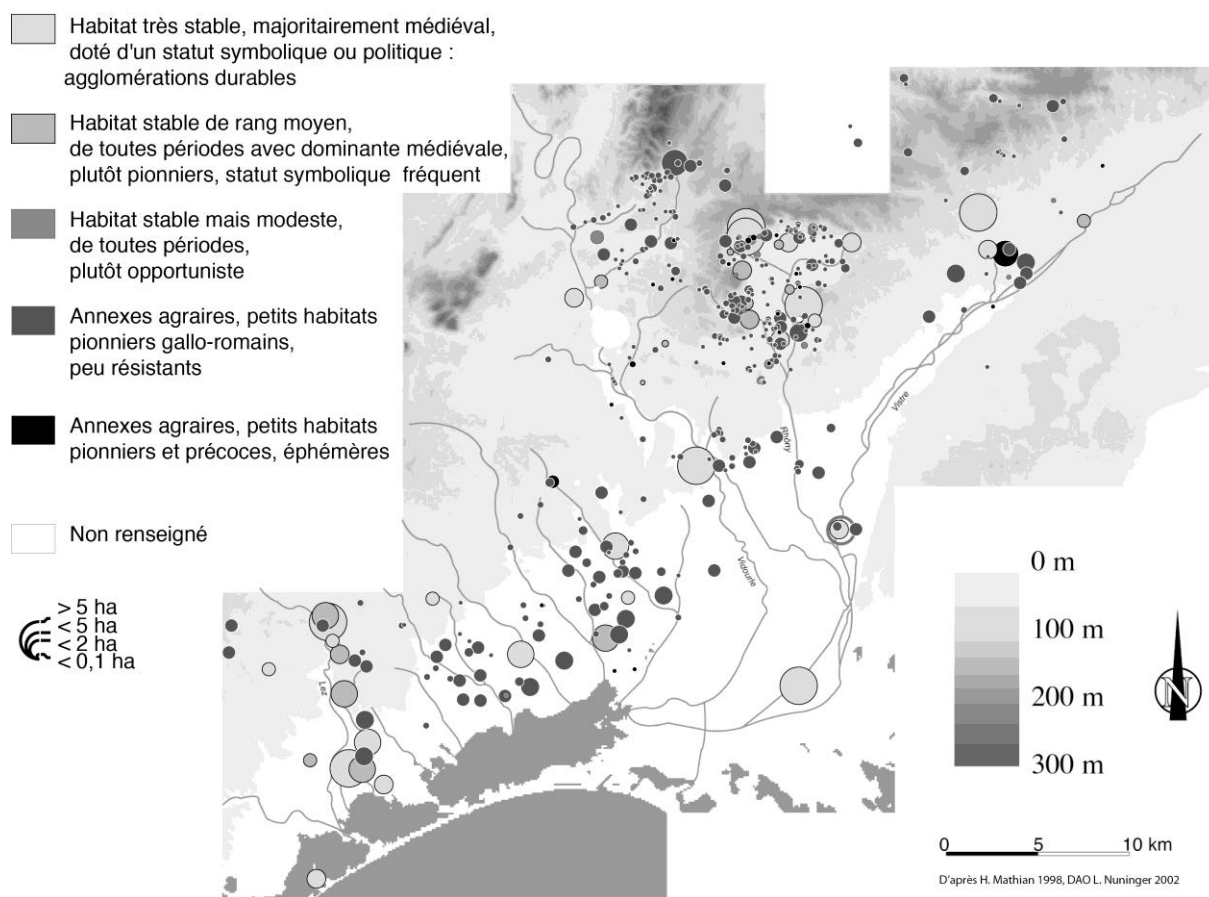 Habitat très stable, majoritairement médiéval,
doté d'un statut symbolique ou politique :
agglomérations durables
Habitat stable de rang moyen,
de toutes périodes avec dominante médiévale,
plutôt pionniers, statut symbolique fréquent
Habitat stable mais modeste,
de toutes périodes,
plutôt opportuniste
Annexes agraires, petits habitats
pionniers gallo-romains,
peu résistants
Annexes agraires, petits habitats
pionniers et précoces, éphémères
Non renseigné
> 5 ha
< 5 ha
< 2 ha
< 0,1 ha
Lez
Vidourle
Rhôny
Vistre
0 m
100 m
200 m
300 m
N
0 5 10 km
D'après H. Mathian 1998, DAO L. Nuninger 2002